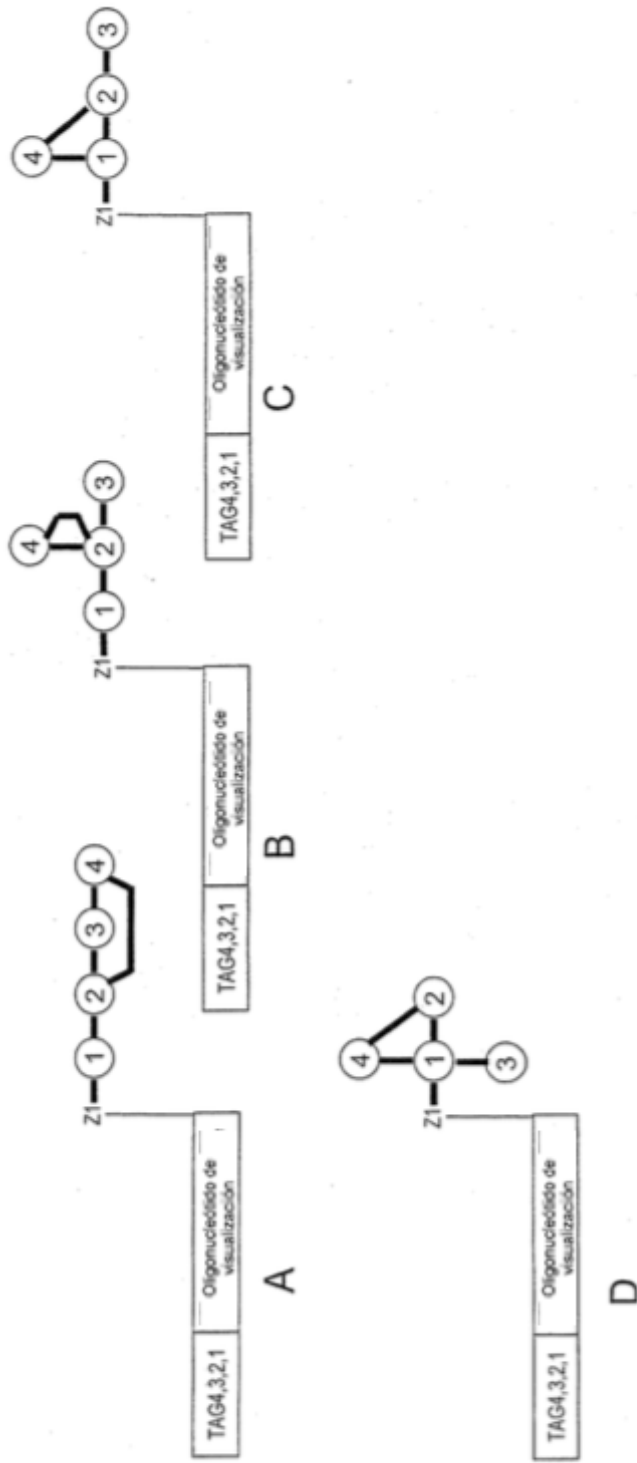 Z1
1
2
3
4
TAG4,3,2,1
Oligonucleótido de
visualización
A
Z1
1
2
3
4
TAG4,3,2,1
Oligonucleótido de
visualización
B
Z1
1
2
3
4
TAG4,3,2,1
Oligonucleótido de
visualización
C
Z1
1
2
3
4
TAG4,3,2,1
Oligonucleótido de
visualización
D